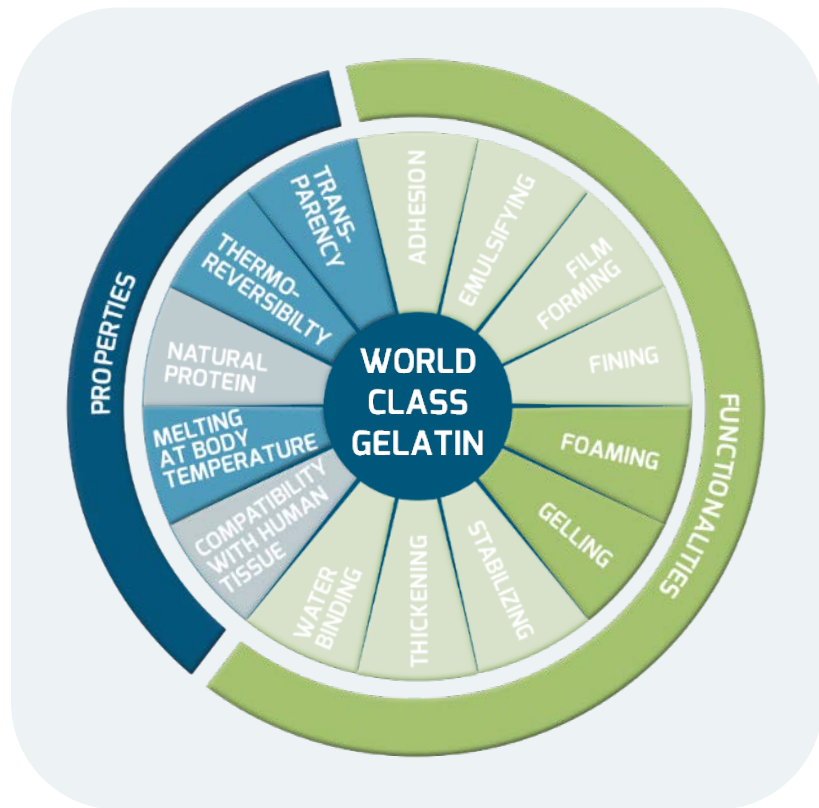 PROPERTIES
FUNCTIONALITIES
WORLD
CLASS
GELATIN
ADHESION
EMULSIFYING
FILM
FORMING
FINING
FOAMING
GELLING
STABILIZING
THICKENING
WATER
BINDING
COMPATIBILITY
WITH HUMAN
TISSUE
MELTING
AT BODY
TEMPERATURE
NATURAL
PROTEIN
THERMO-
REVERSIBILTY
TRANS-
PARENCY